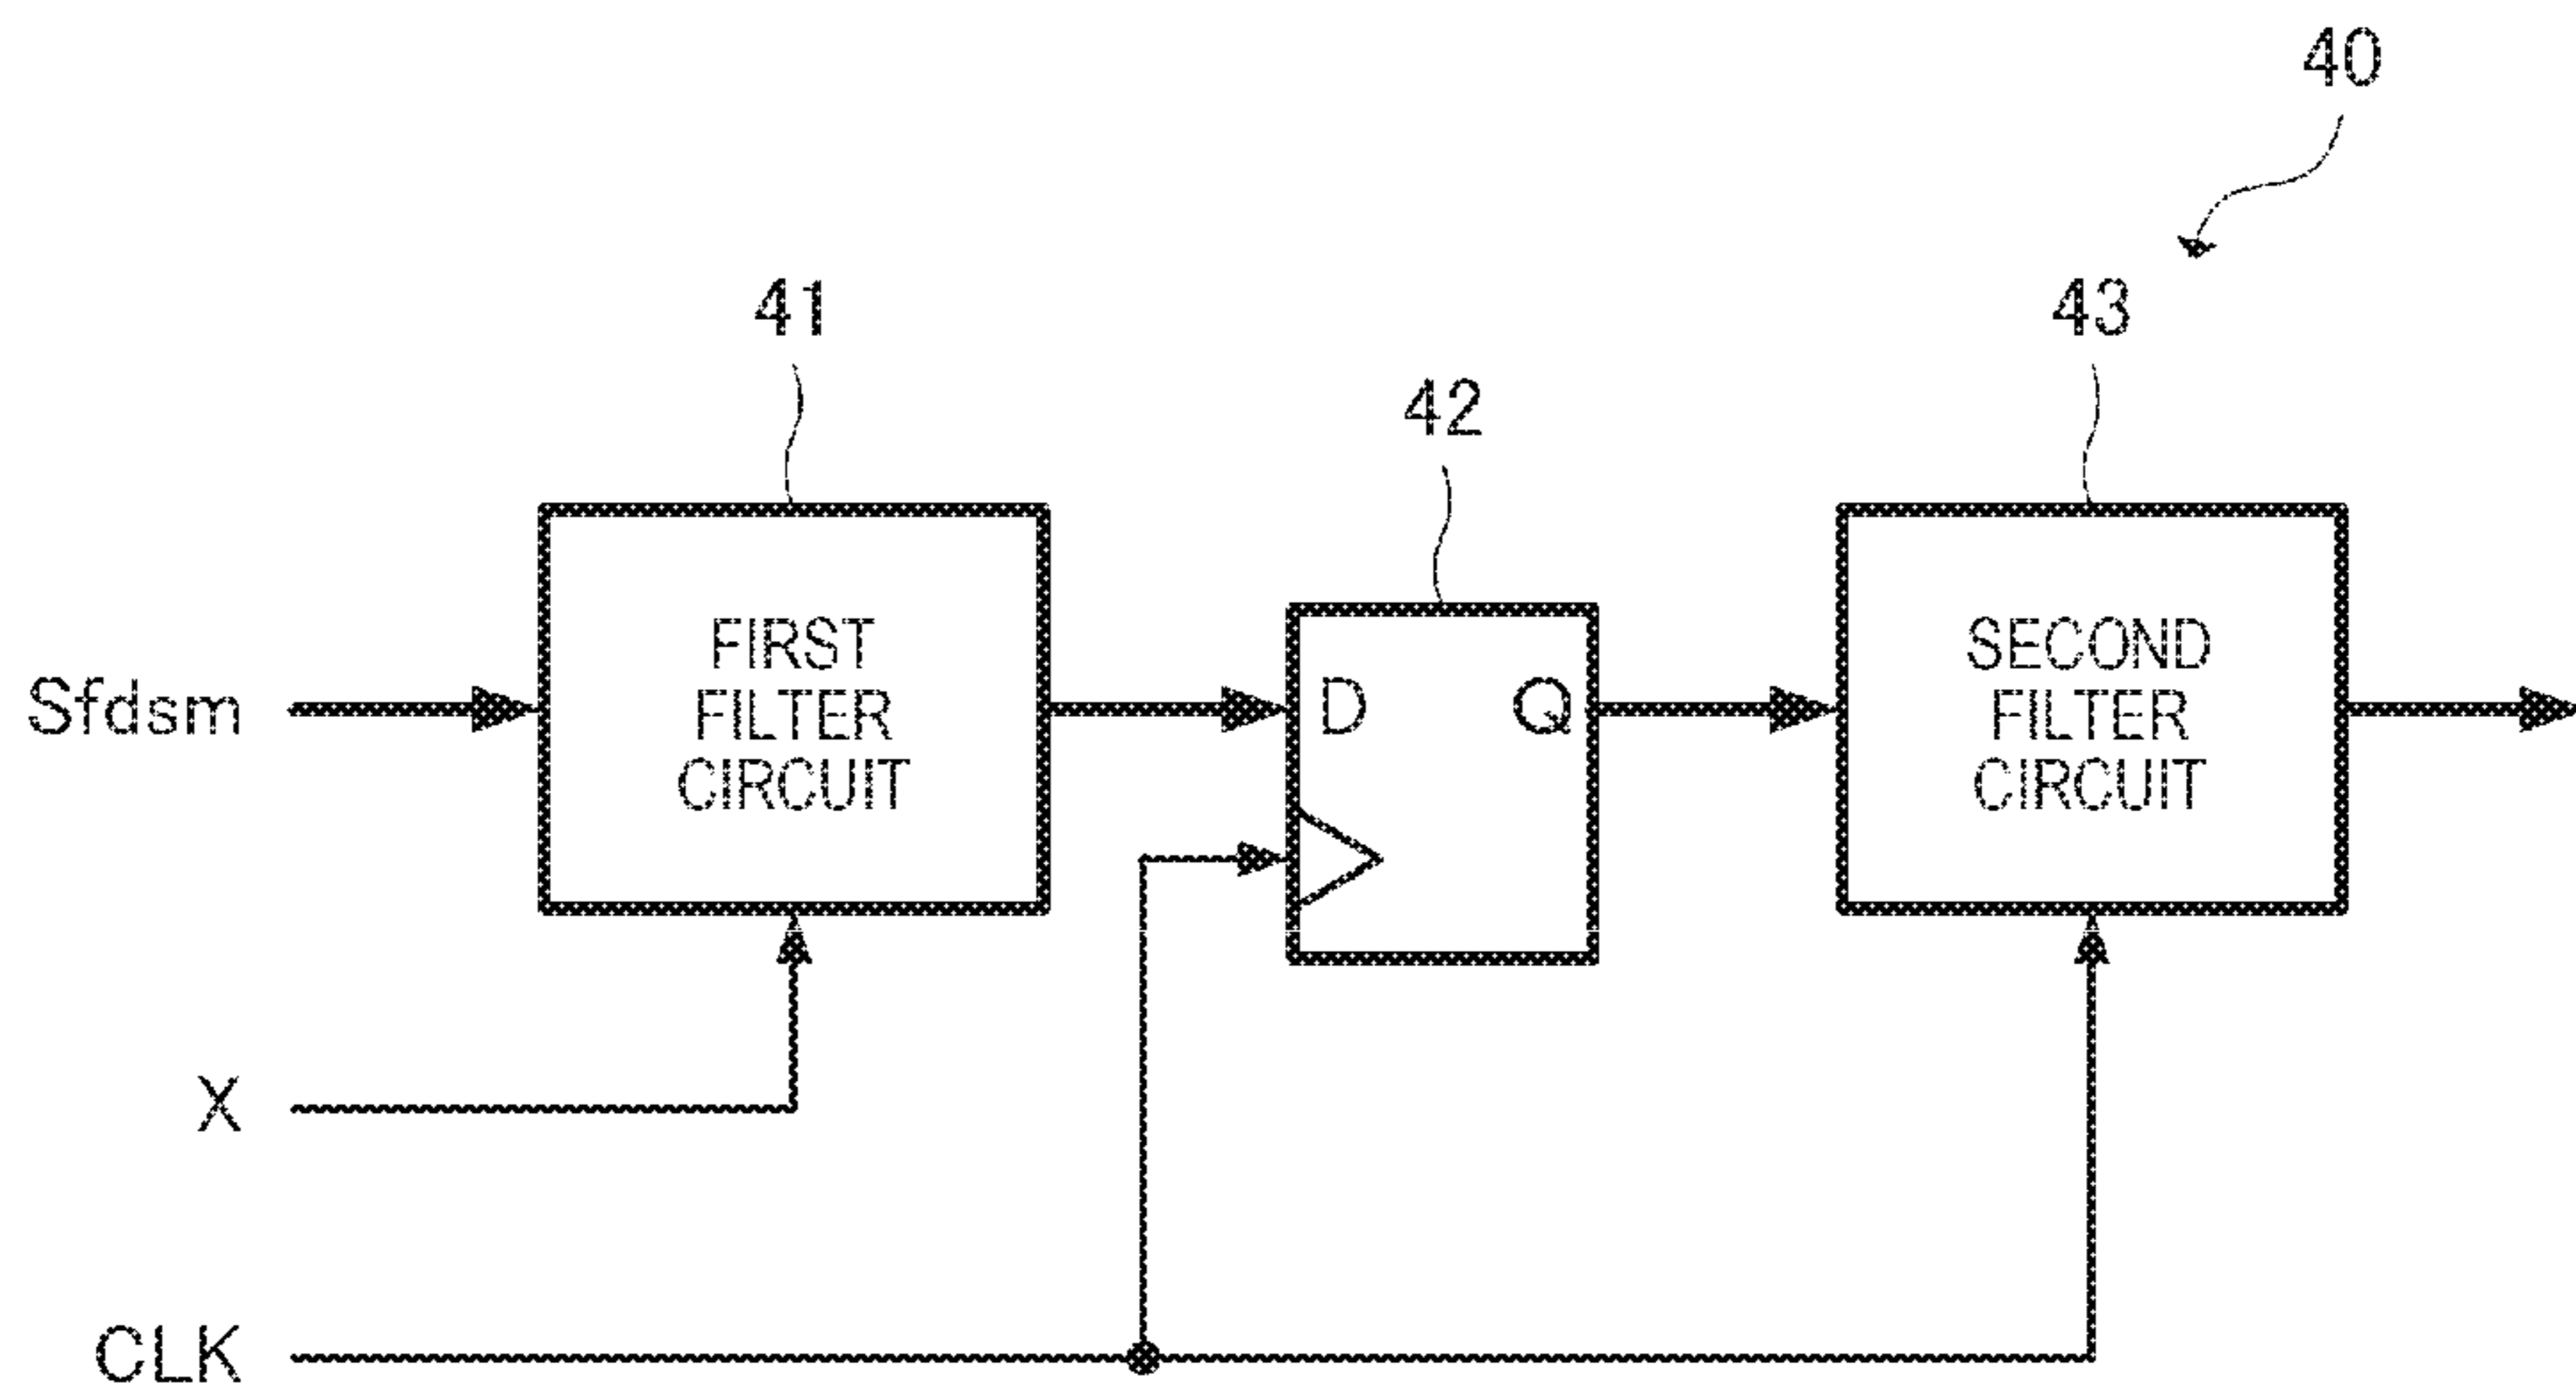 40
41
43
42
FIRST
FILTER
CIRCUIT
SECOND
FILTER
CIRCUIT
Sfdsm
D
Q
X
CLK